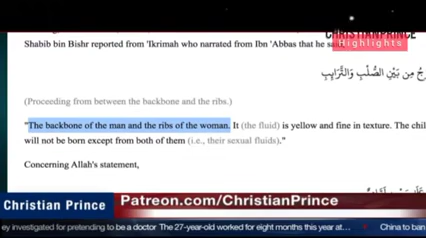 CHRISTIANPRINCE
Highlights
Shabib bin Bishr reported from 'Ikrimah who narrated from Ibn 'Abbas that he said
بَيْنِ الصُّلْبِ وَالتَّرَائِبِ
(Proceeding from between the backbone and the ribs.)
"The backbone of the man and the ribs of the woman. It (the fluid) is yellow and fine in texture. The chil
will not be born except from both of them (i.e., their sexual fluids)."
Concerning Allah's statement,
Christian Prince
Patreon.com/ChristianPrince
ey investigated for pretending to be a doctor The 27-year-old worked for eight months this year at...
China to ban